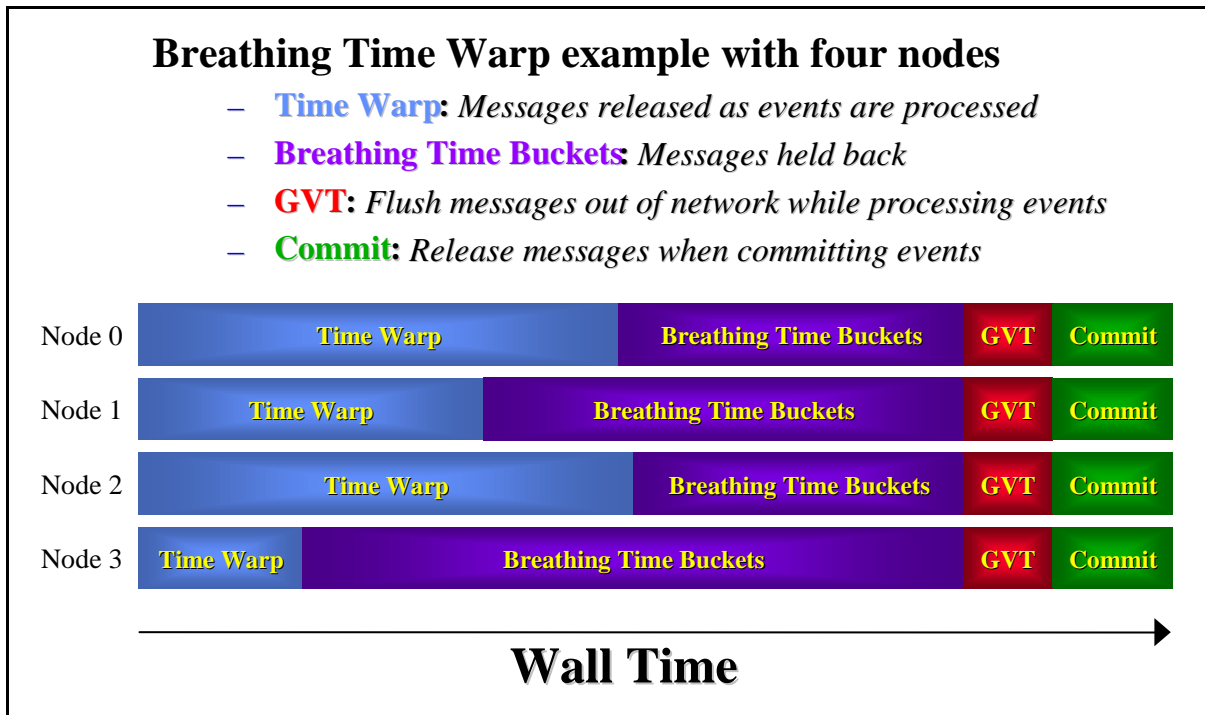 Breathing Time Warp example with four nodes
– Time Warp: Messages released as events are processed
– Breathing Time Buckets: Messages held back
– GVT: Flush messages out of network while processing events
– Commit: Release messages when committing events
Node 0 Time Warp Breathing Time Buckets GVT Commit
Node 1 Time Warp Breathing Time Buckets GVT Commit
Node 2 Time Warp Breathing Time Buckets GVT Commit
Node 3 Time Warp Breathing Time Buckets GVT Commit
Wall Time